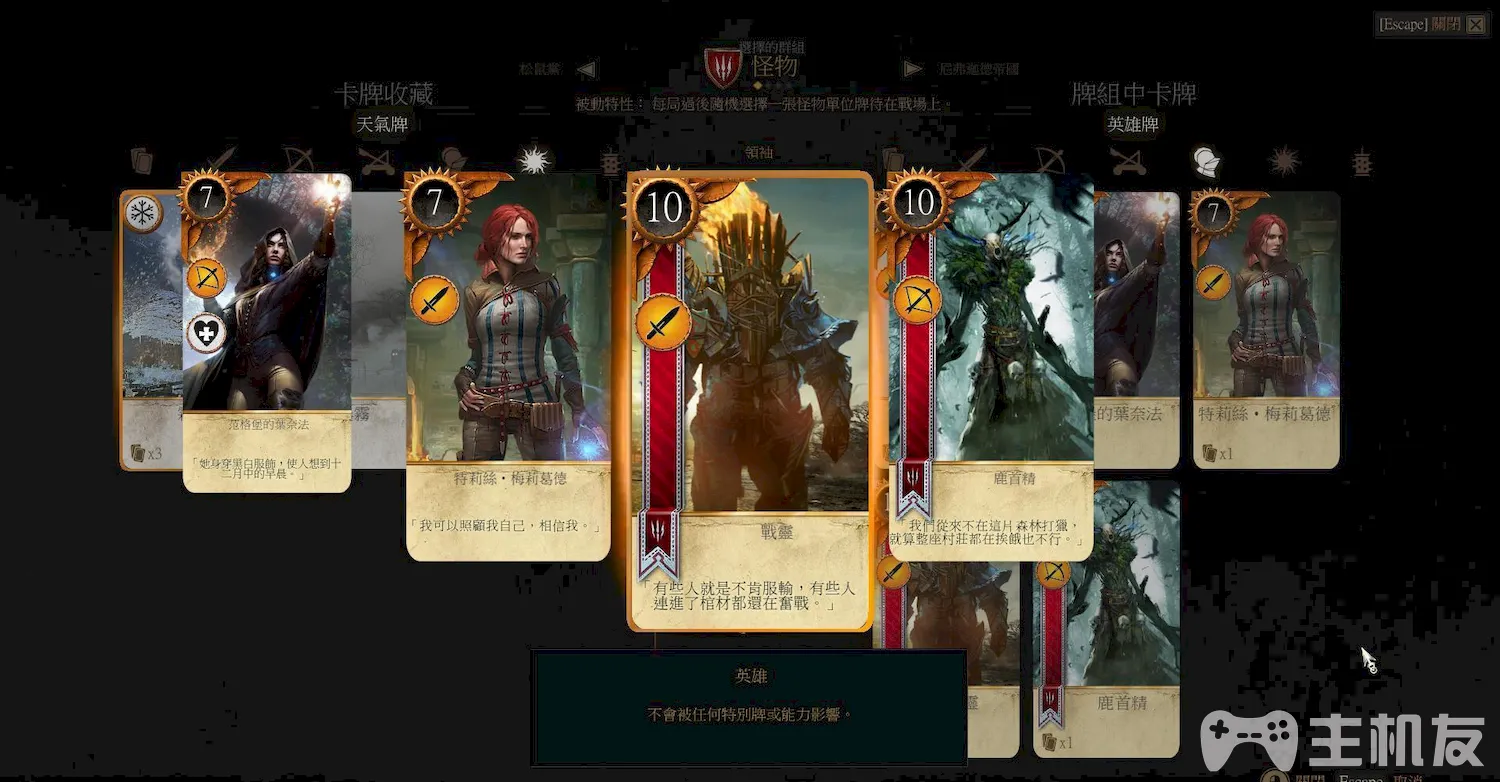 [Escape] 關閉
選擇的群組
怪物
松鼠黨
尼弗迦德帝國
卡牌收藏
牌組中卡牌
被動特性： 每局過後隨機選擇一張怪物單位牌待在戰場上。
天氣牌
英雄牌
領袖
7
7
10
10
7
范格堡的葉奈法
「她身穿黑白服飾，使人想到十
二月中的早晨。」
x3
霧
特莉絲・梅莉葛德
「我可以照顧我自己，相信我。」
戰靈
「有些人就是不肯服輸，有些人
連進了棺材都還在奮戰。」
鹿首精
「我們從來不在這片森林打獵，
就算整座村莊都在挨餓也不行。」
的葉奈法
特莉絲・梅莉葛德
x1
英雄
不會被任何特別牌或能力影響。
靈
鹿首精
x1
主机友
關閉 Escape 取消